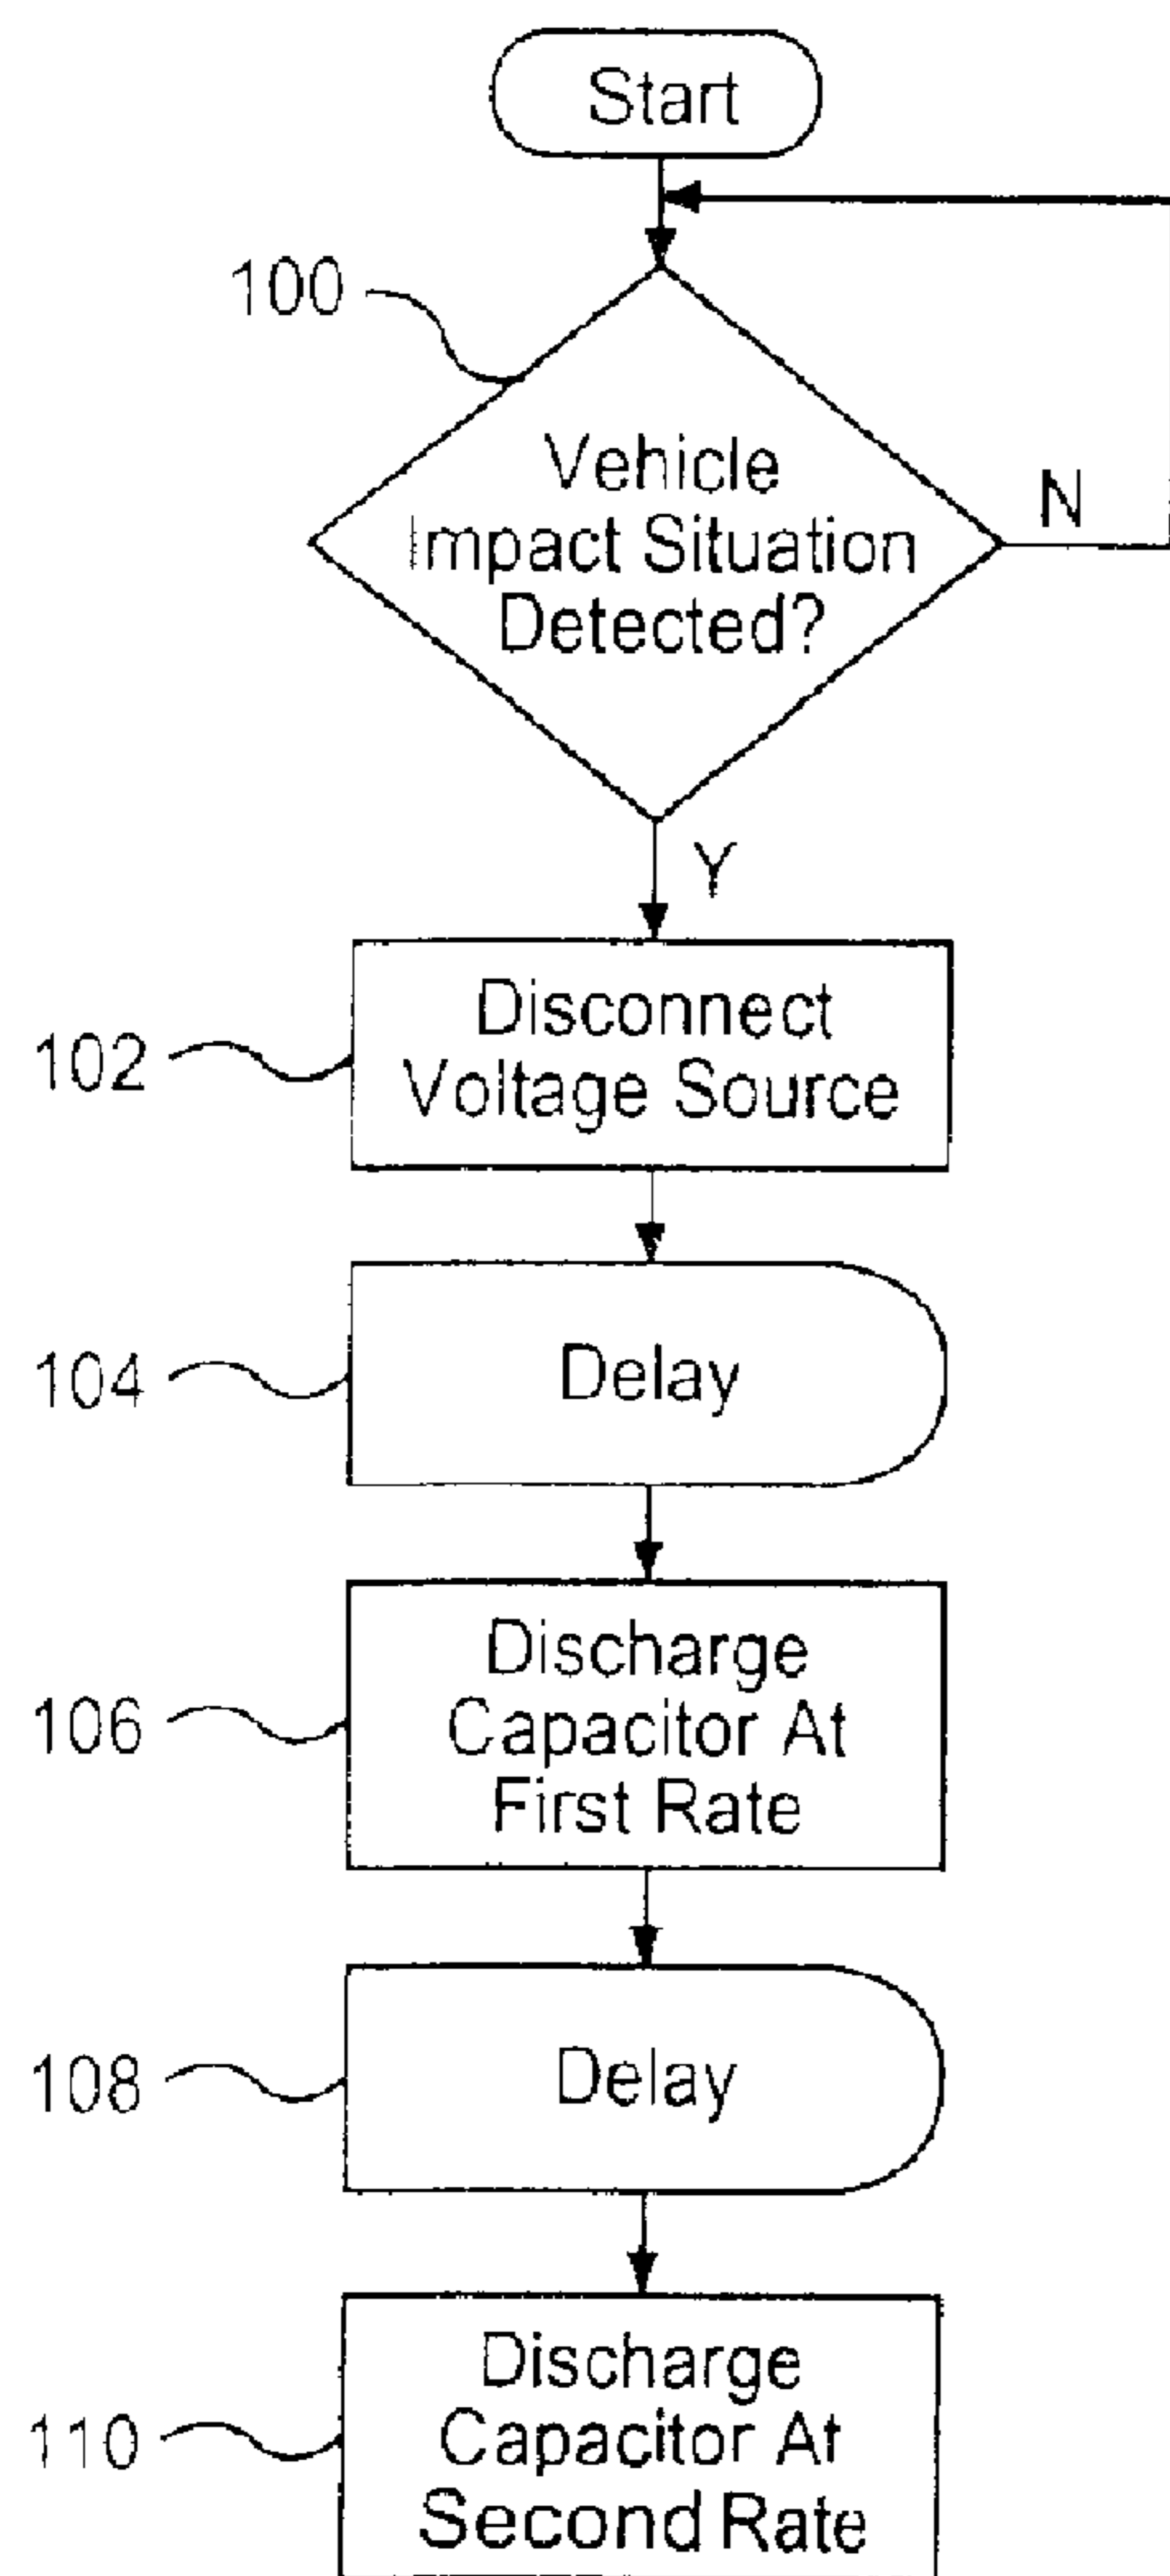 Start
100
Vehicle
Impact Situation
Detected?
N
Y
102
Disconnect
Voltage Source
104
Delay
106
Discharge
Capacitor At
First Rate
108
Delay
110
Discharge
Capacitor At
Second Rate